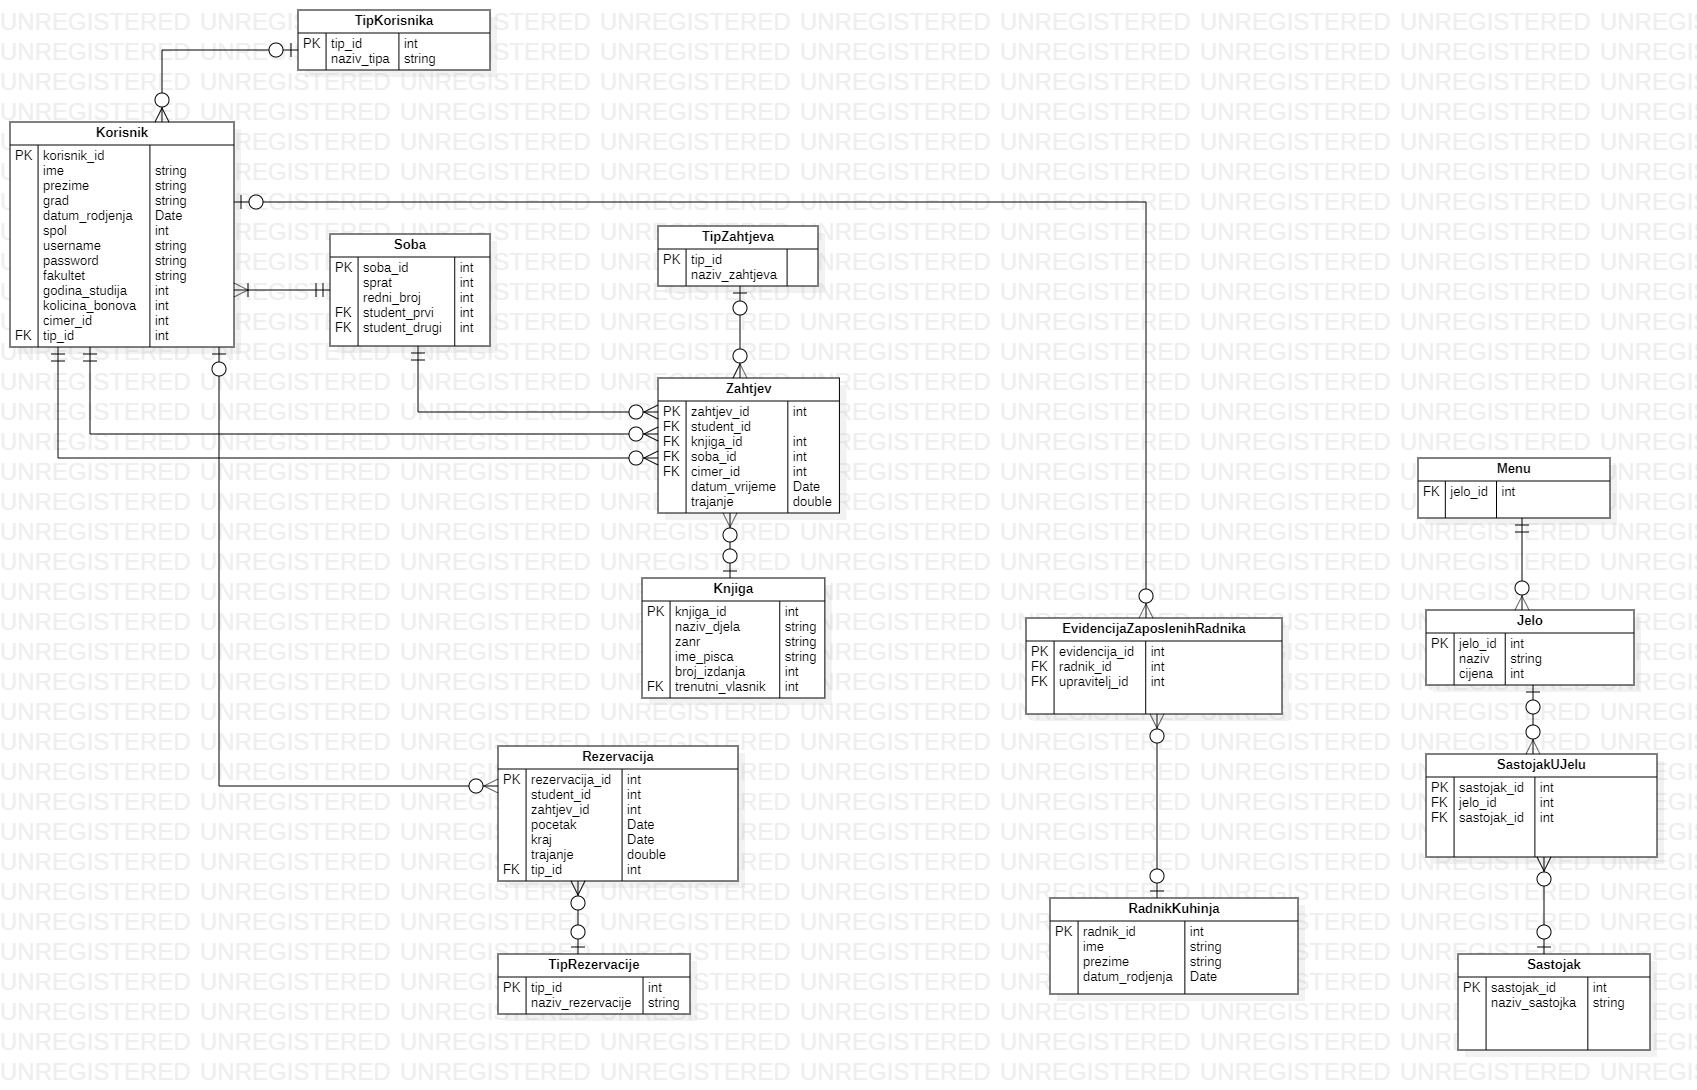 TipKorisnika
PK tip_id int
naziv_tipa string
Korisnik
PK korisnik_id
ime string
prezime string
grad string
datum_rodjenja Date
spol int
username string
password string
fakultet string
godina_studija int
kolicina_bonova int
cimer_id int
FK tip_id int
Soba
PK soba_id int
sprat int
redni_broj int
FK student_prvi int
FK student_drugi int
TipZahtjeva
PK tip_id
naziv_zahtjeva
Zahtjev
PK zahtjev_id int
FK student_id
FK knjiga_id int
FK soba_id int
FK cimer_id int
datum_vrijeme Date
trajanje double
Knjiga
PK knjiga_id int
naziv_djela string
zanr string
ime_pisca string
broj_izdanja int
FK trenutni_vlasnik int
Rezervacija
PK rezervacija_id int
student_id int
zahtjev_id int
pocetak Date
kraj Date
trajanje double
FK tip_id int
TipRezervacije
PK tip_id int
naziv_rezervacije string
EvidencijaZaposlenihRadnika
PK evidencija_id int
FK radnik_id int
FK upravitelj_id int
RadnikKuhinja
PK radnik_id int
ime string
prezime string
datum_rodjenja Date
Menu
FK jelo_id int
Jelo
PK jelo_id int
naziv string
cijena int
SastojakUJelu
PK sastojak_id int
FK jelo_id int
FK sastojak_id int
Sastojak
PK sastojak_id int
naziv_sastojka string
UNREGISTERED